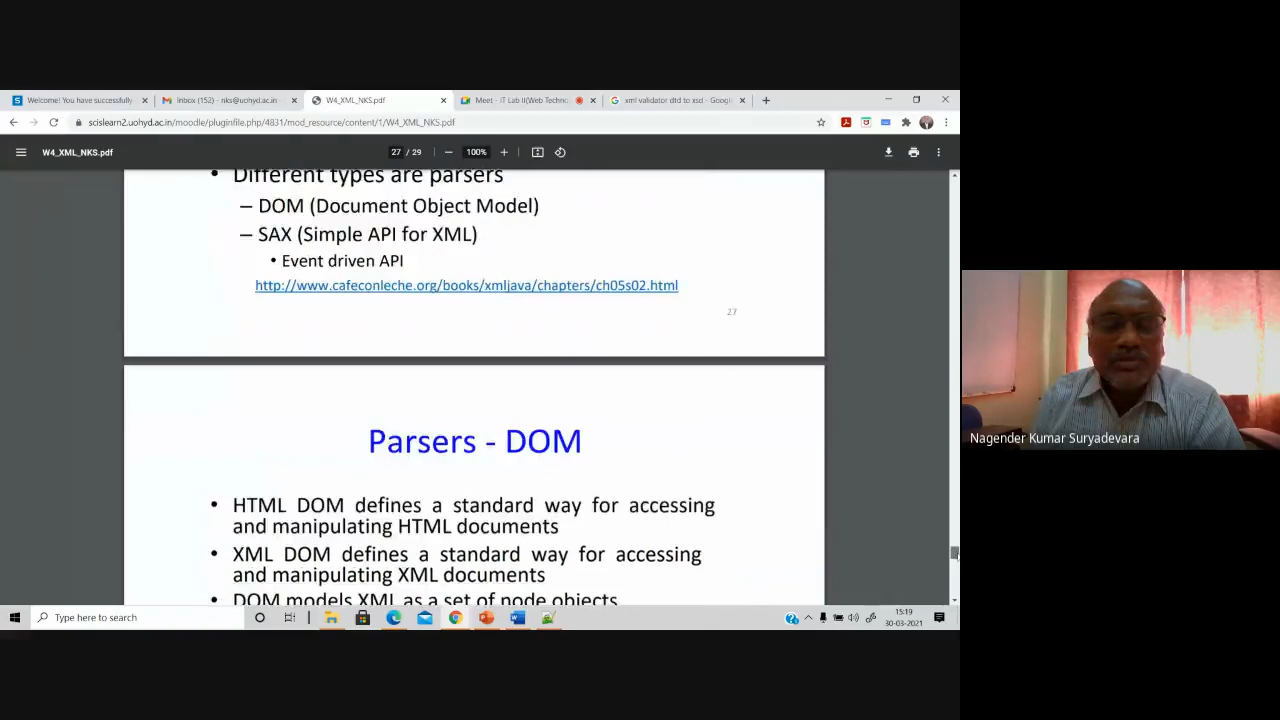 Welcome! You have successfully
Inbox (152) - nks@uohyd.ac.in
W4_XML_NKS.pdf
Meet - IT Lab II(Web Techno
xml validator dtd to xsd - Googl
scislearn2.uohyd.ac.in/moodle/pluginfile.php/4831/mod_resource/content/1/W4_XML_NKS.pdf
W4_XML_NKS.pdf
27 / 29
100%
• Different types are parsers
– DOM (Document Object Model)
– SAX (Simple API for XML)
• Event driven API
http://www.cafeconleche.org/books/xmljava/chapters/ch05s02.html
27
Parsers - DOM
• HTML DOM defines a standard way for accessing
and manipulating HTML documents
• XML DOM defines a standard way for accessing
and manipulating XML documents
• DOM models XML as a set of node objects
Nagender Kumar Suryadevara
Type here to search
15:19
30-03-2021